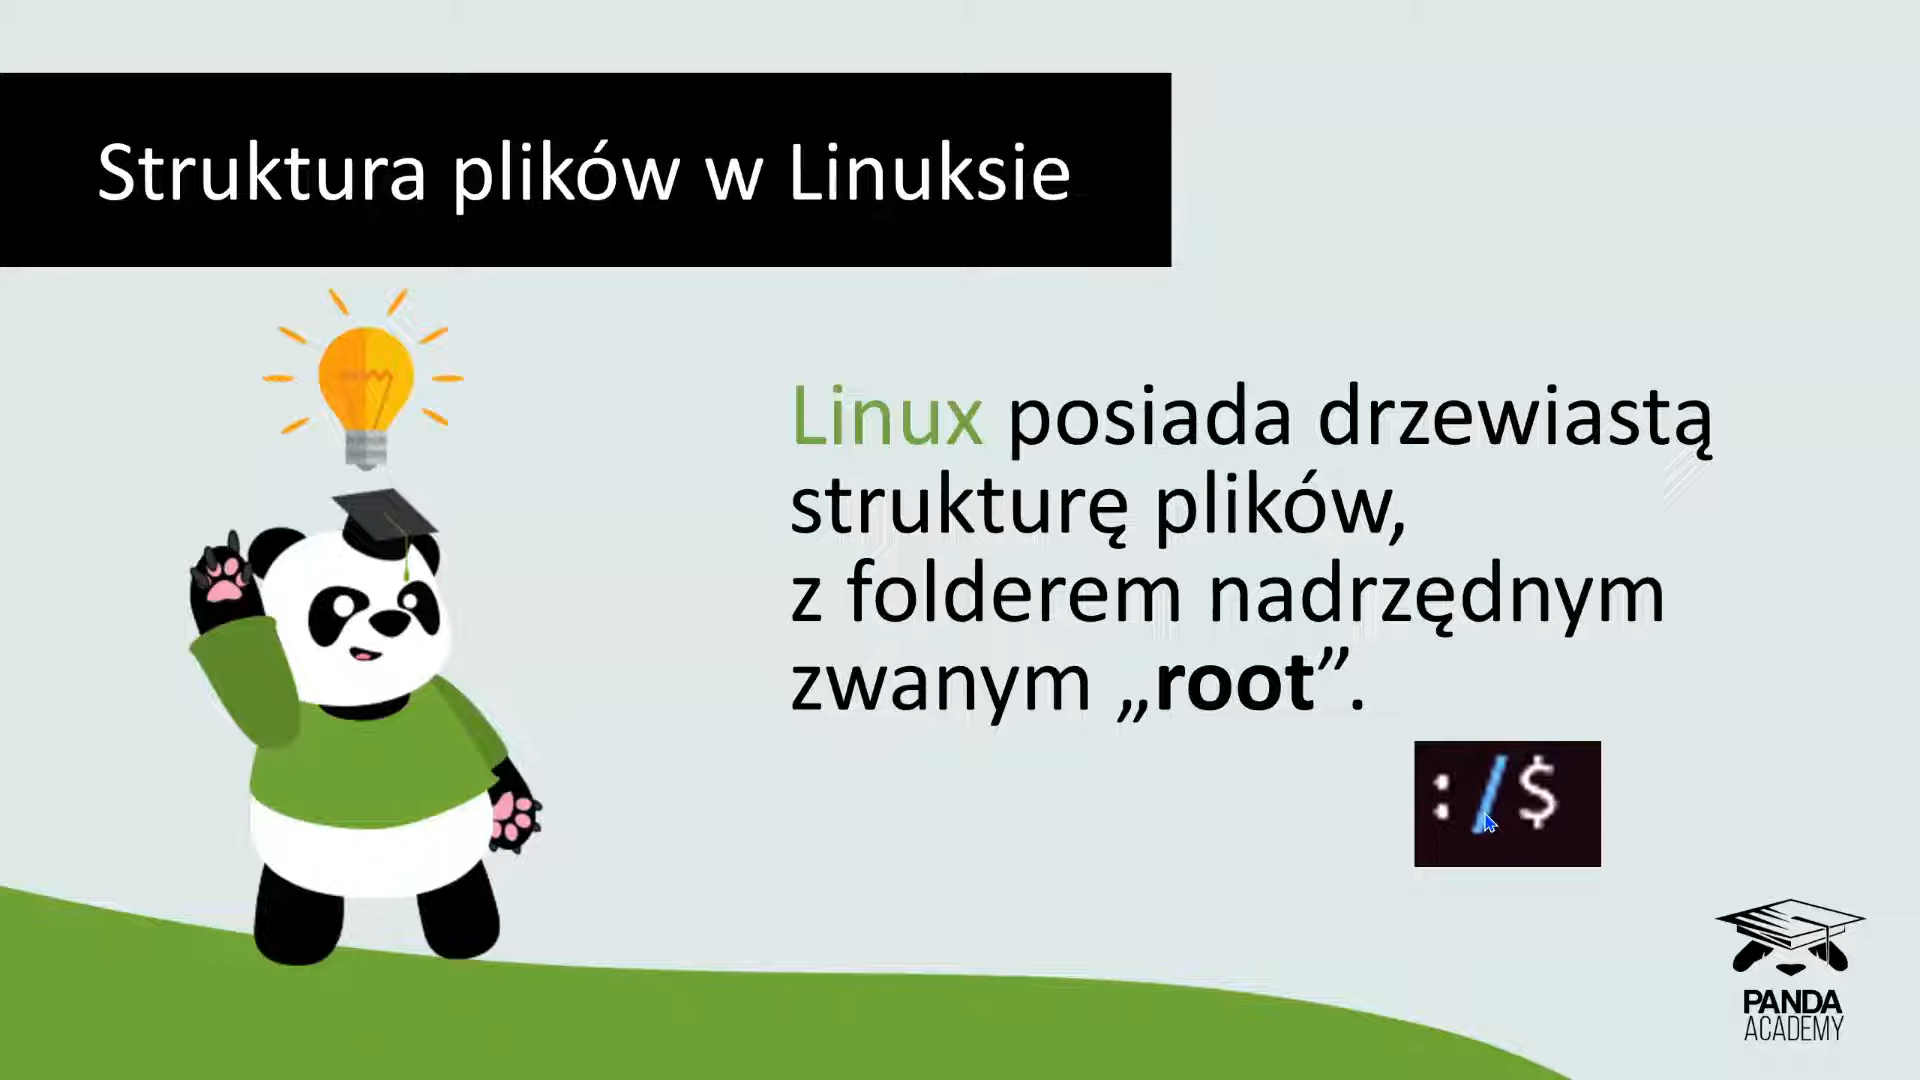 Struktura plików w Linuksie
Linux posiada drzewiastą
strukturę plików,
z folderem nadrzędnym
zwanym „root”.
:/$
PANDA
ACADEMY